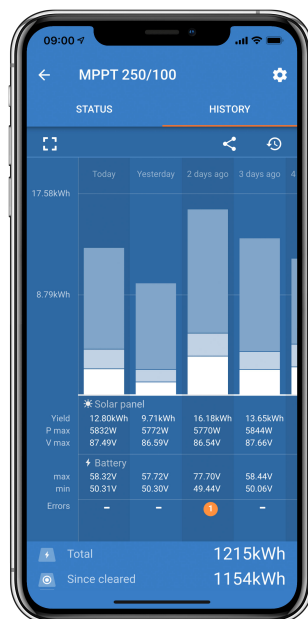 09:00
MPPT 250/100
STATUS HISTORY
Today Yesterday 2 days ago 3 days ago 4
17.58kWh
8.79kWh
Solar panel
Yield 12.80kWh 9.71kWh 16.18kWh 13.65kWh
P max 5832W 5772W 5770W 5844W
V max 87.49V 86.59V 86.54V 87.66V
Battery
max 58.32V 57.72V 77.70V 58.44V
min 50.31V 50.30V 49.44V 50.06V
Errors - - 1 -
Total 1215kWh
Since cleared 1154kWh